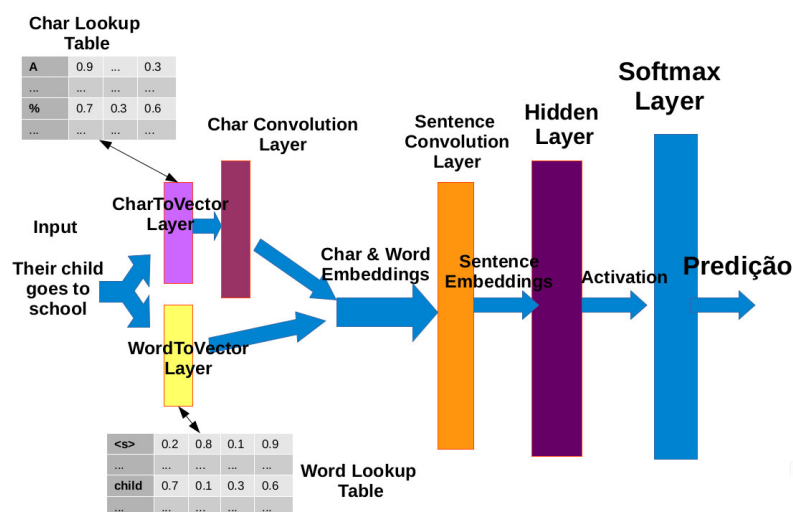 Char Lookup
Table
A 0.9 ... 0.3
... ... ... ...
% 0.7 0.3 0.6
... ... ... ...
Char Convolution
Layer
Sentence
Convolution
Layer
Hidden
Layer
Softmax
Layer
Input
Their child
goes to
school
CharToVector
Layer
WordToVector
Layer
Char & Word
Embeddings
Sentence
Embeddings
Activation
Predição
<s> 0.2 0.8 0.1 0.9
... ... ... ... ...
child 0.7 0.1 0.3 0.6
... ... ... ... ...
Word Lookup
Table